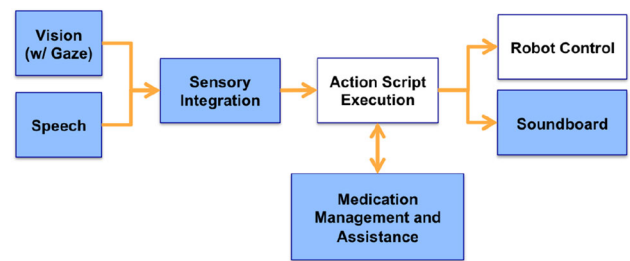 Vision
(w/ Gaze)
Speech
Sensory
Integration
Action Script
Execution
Robot Control
Soundboard
Medication
Management and
Assistance